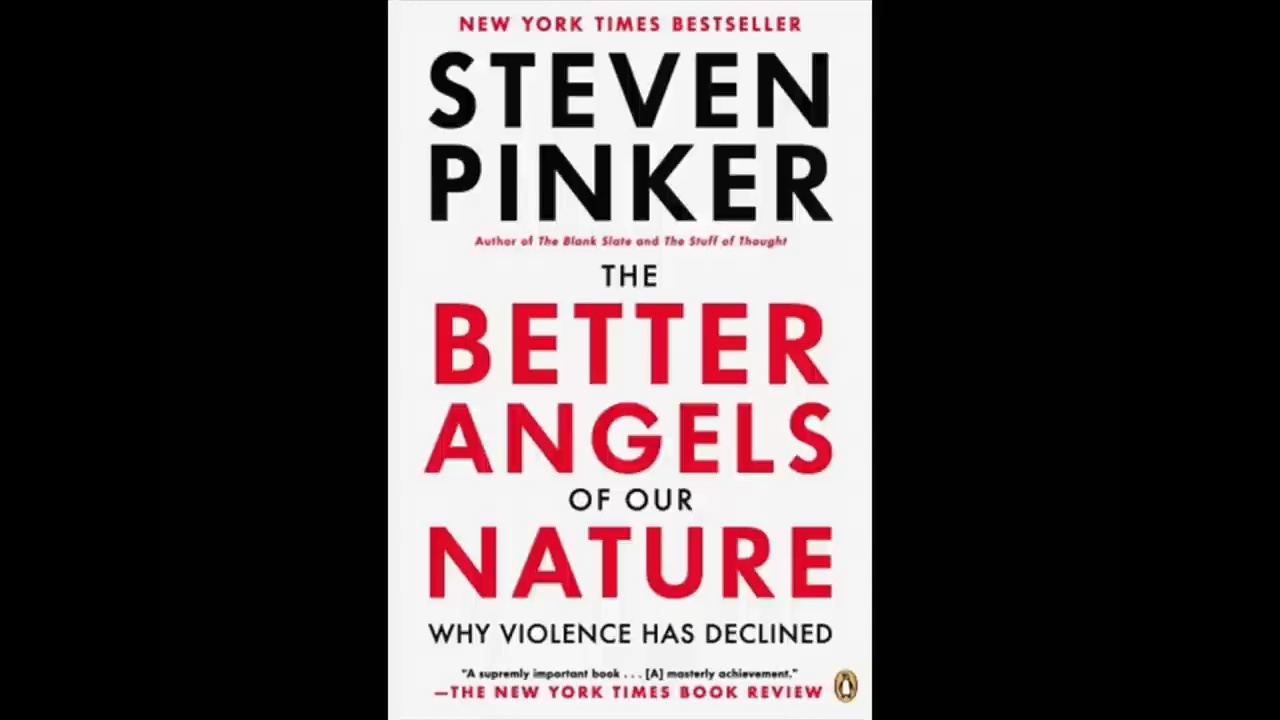 NEW YORK TIMES BESTSELLER
STEVEN
PINKER
Author of The Blank Slate and The Stuff of Thought
THE
BETTER
ANGELS
OF OUR
NATURE
WHY VIOLENCE HAS DECLINED
"A supremly important book . . . [A] masterly achievement."
—THE NEW YORK TIMES BOOK REVIEW